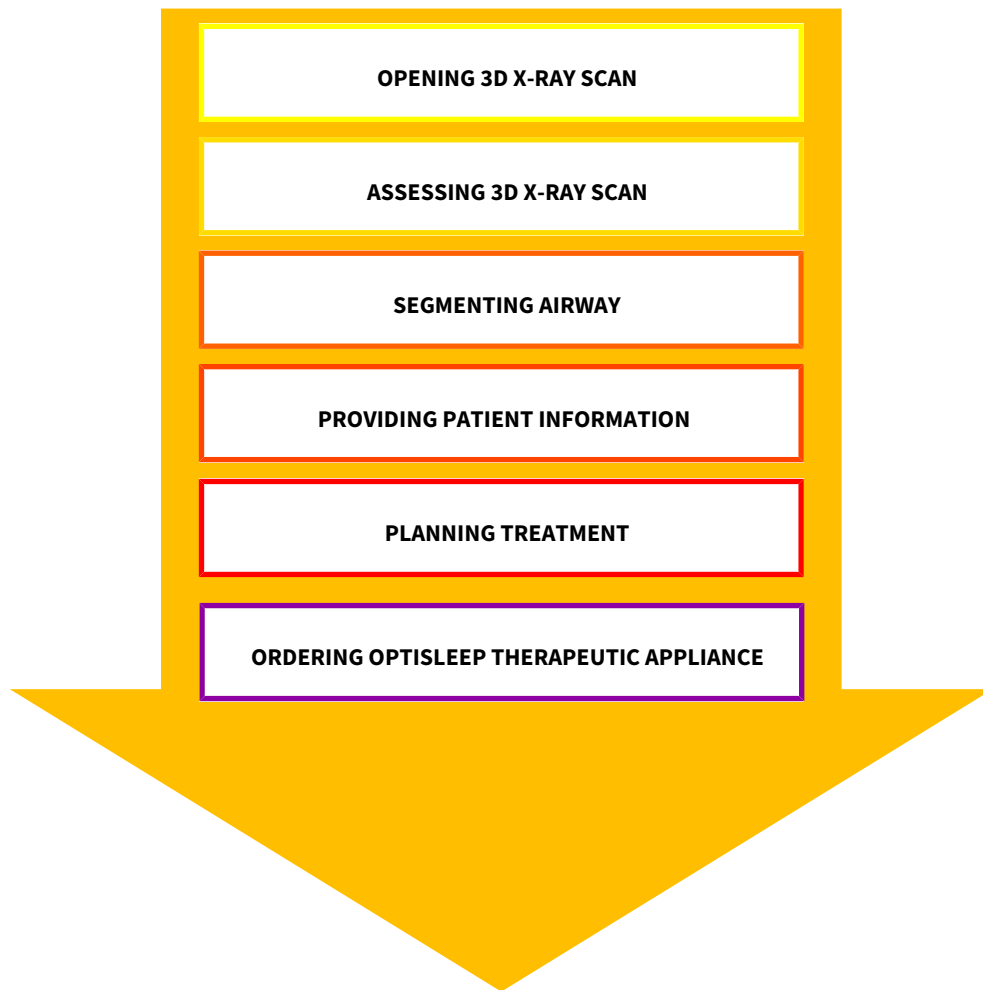 OPENING 3D X-RAY SCAN
ASSESSING 3D X-RAY SCAN
SEGMENTING AIRWAY
PROVIDING PATIENT INFORMATION
PLANNING TREATMENT
ORDERING OPTISLEEP THERAPEUTIC APPLIANCE